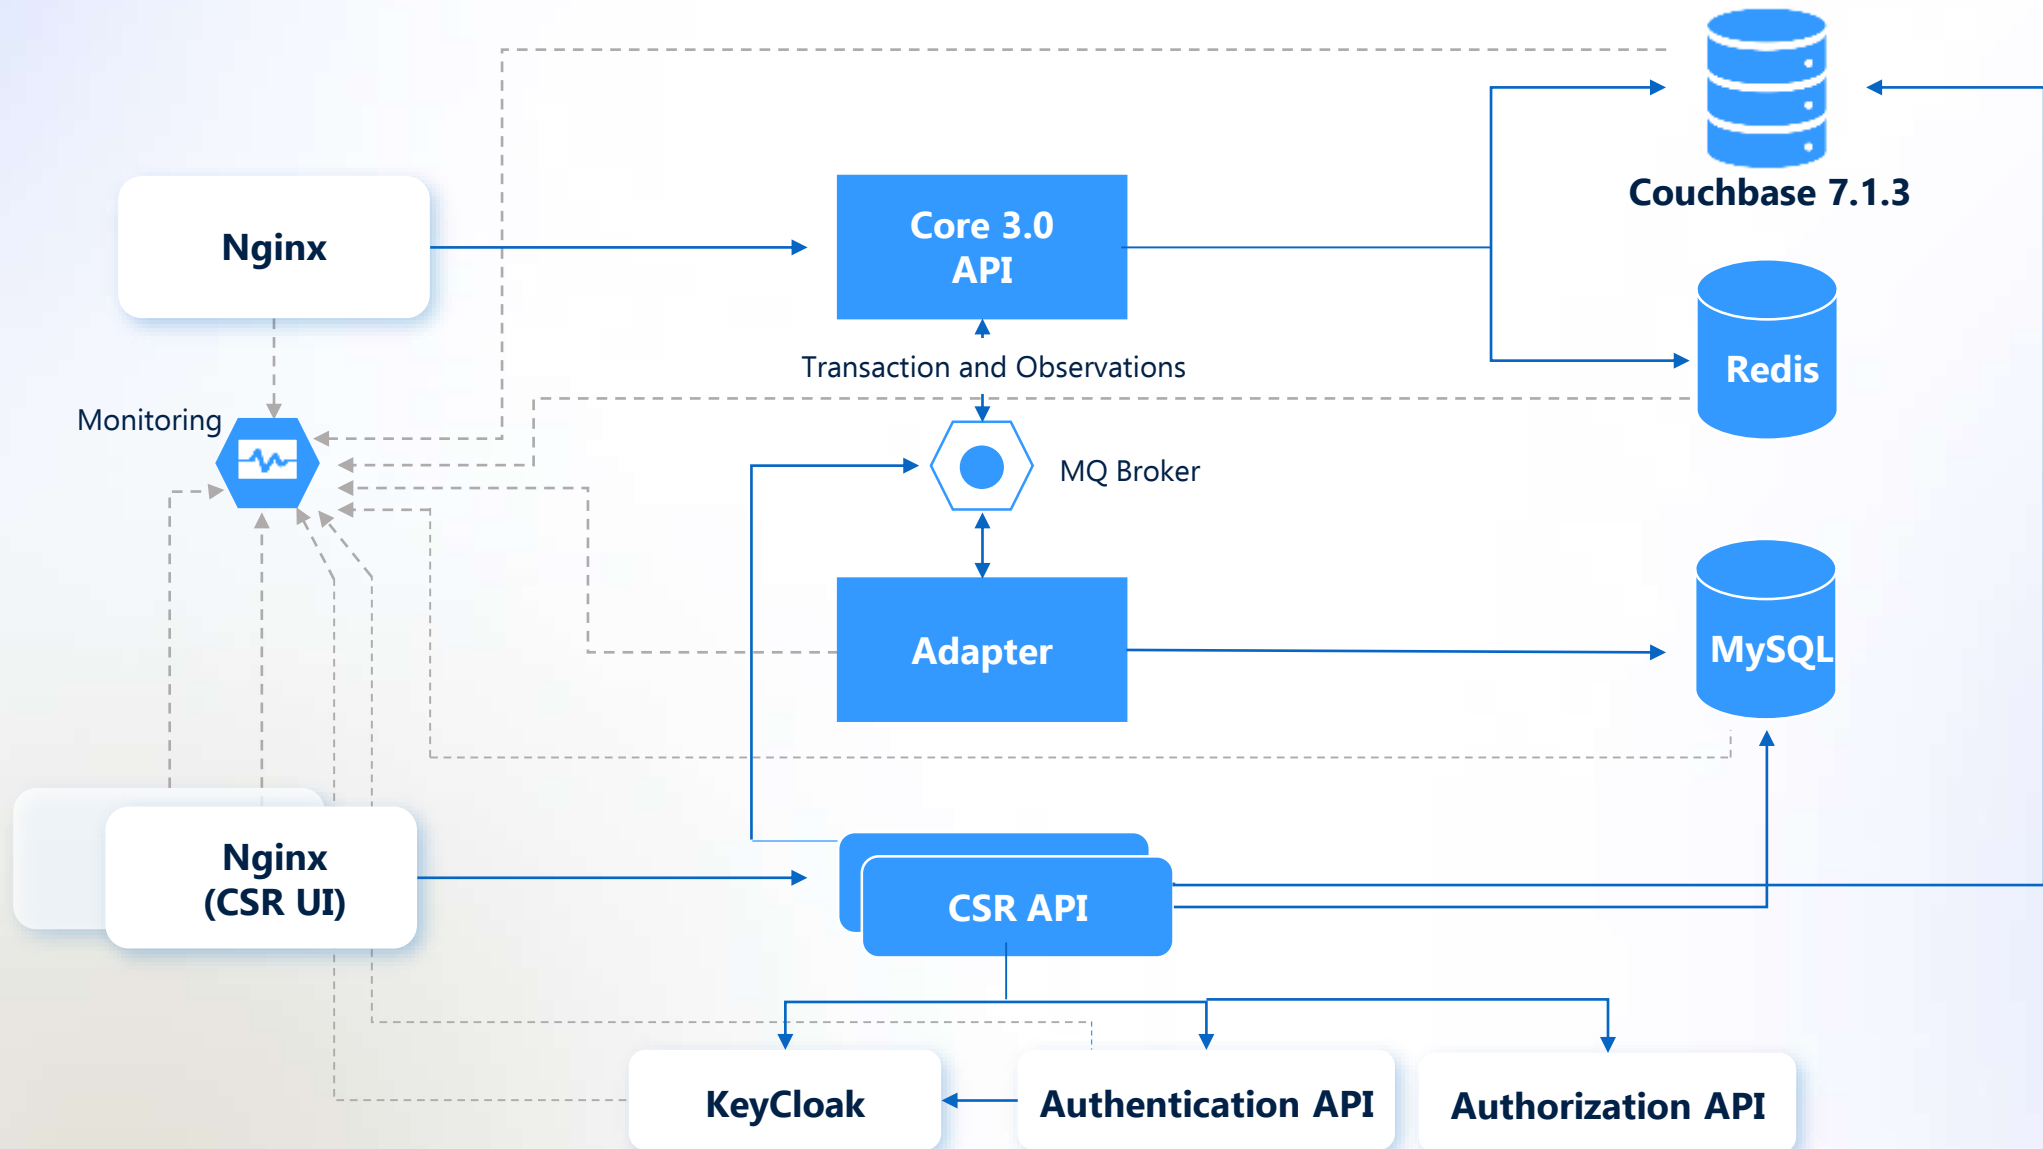 Couchbase 7.1.3
Nginx
Core 3.0
API
Transaction and Observations
Redis
Monitoring
MQ Broker
Adapter
MySQL
Nginx
(CSR UI)
CSR API
KeyCloak
Authentication API
Authorization API